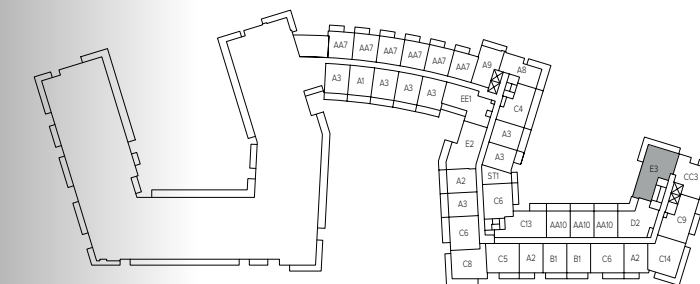 AA7 AA7 AA7 AA7 AA7 AA7 A9 A8
A3 A1 A3 A3 A3 EE1 C4
A3
E2
A3
E3
ST1 CC3
A2
A3 C6
C6 C13 AA10 AA10 AA10 D2 C9
C8 C5 A2 B1 B1 C6 A2 C14